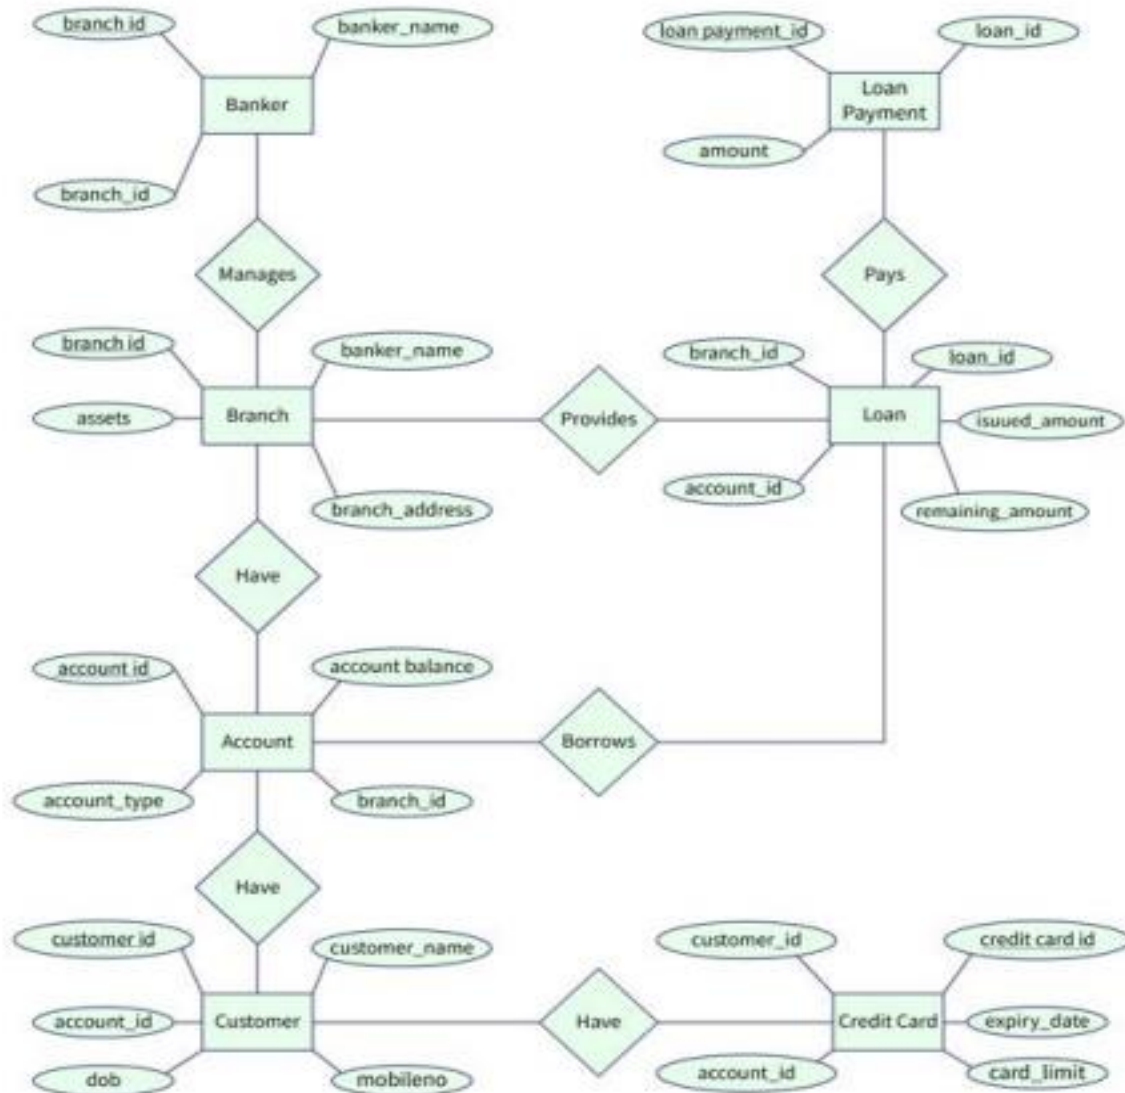 branch id
banker_name
loan payment_id
loan_id
Banker
Loan
Payment
amount
branch_id
Manages
Pays
branch id
banker_name
branch_id
loan_id
assets
Branch
Provides
Loan
isuued_amount
account_id
branch_address
remaining_amount
Have
account id
account balance
Account
Borrows
account_type
branch_id
Have
customer id
customer_name
customer_id
credit card id
account_id
Customer
Have
Credit Card
expiry_date
dob
mobileno
account_id
card_limit